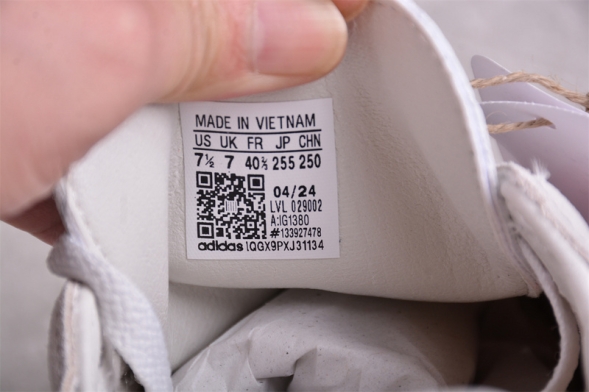 MADE IN VIETNAM
US UK FR JP CHN
7½ 7 40⅔ 255 250
04/24
LVL 029002
A:IG1380
#133927478
adidas IQGX9PXJ31134